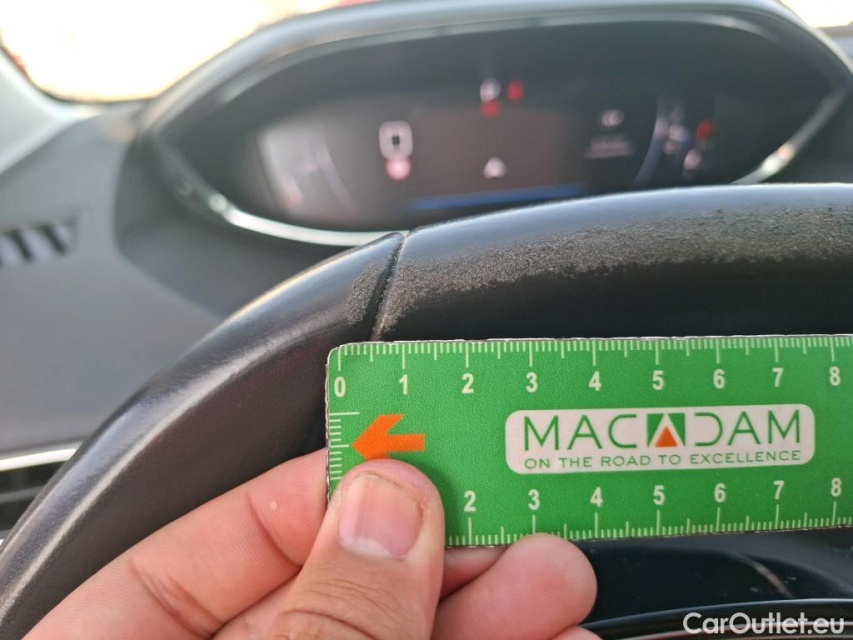 0 1 2 3 4 5 6 7 8
MACADAM
ON THE ROAD TO EXCELLENCE
2 3 4 5 6 7 8
CarOutlet.eu